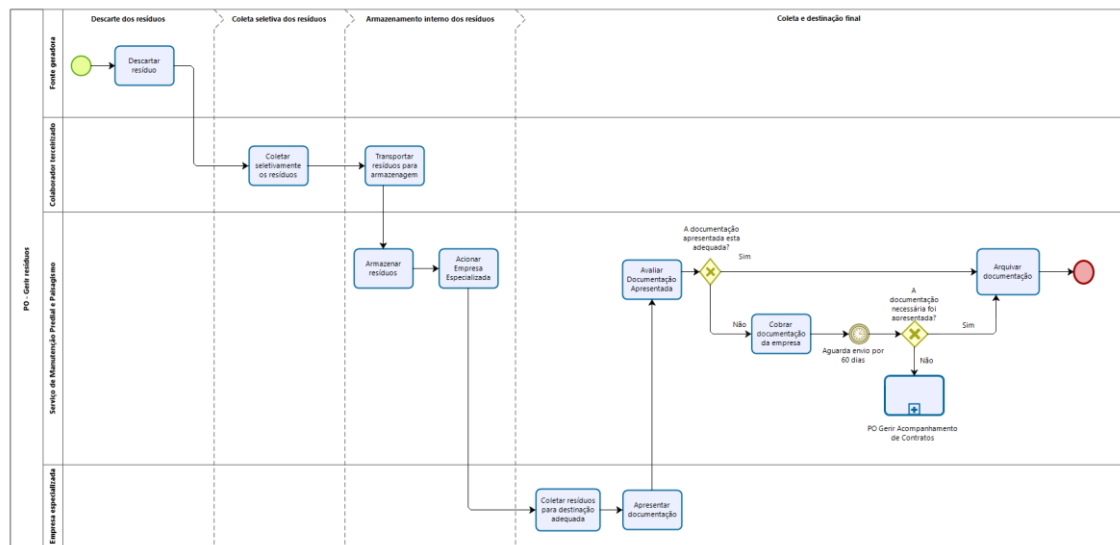 Descarte dos resíduos
Coleta seletiva dos resíduos
Armazenamento interno dos resíduos
Coleta e destinação final
PO - Gerir resíduos
Fonte geradora
Descartar
resíduo
Colaborador terceirizado
Coletar
seletivamente
os resíduos
Transportar
resíduos para
armazenagem
Serviço de Manutenção Predial e Paisagismo
Armazenar
resíduos
Acionar
Empresa
Especializada
Avaliar
Documentação
Apresentada
A documentação
apresentada esta
adequada?
Sim
Não
Cobrar
documentação
da empresa
Aguarda envio por
60 dias
A
documentação
necessária foi
apresentada?
Sim
Não
Arquivar
documentação
PO Gerir Acompanhamento
de Contratos
Empresa especializada
Coletar resíduos
para destinação
adequada
Apresentar
documentação